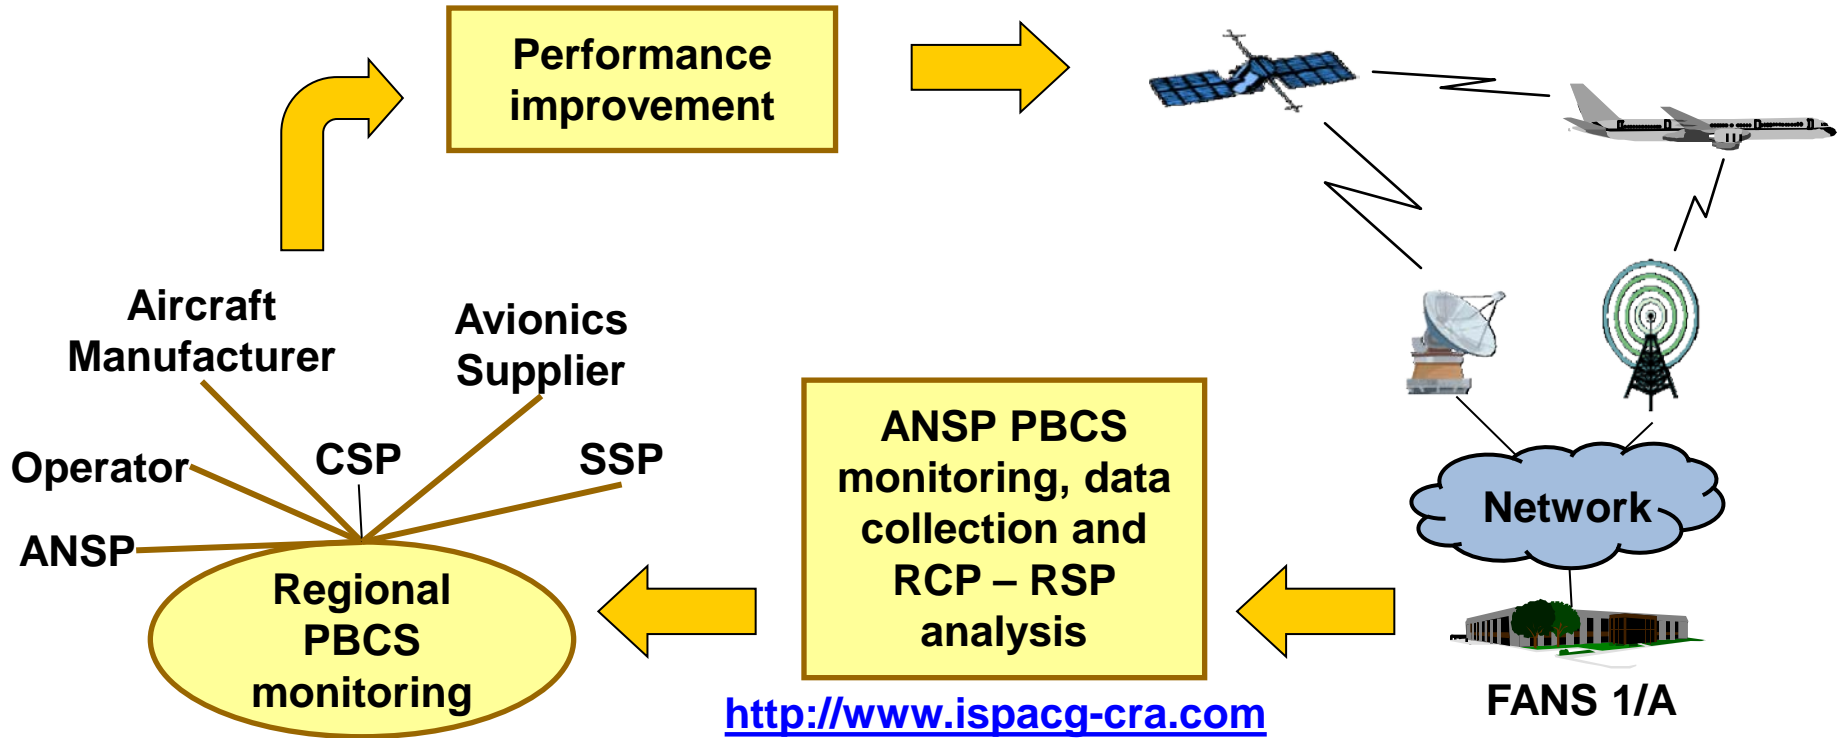 Performance
improvement
Aircraft
Manufacturer
Avionics
Supplier
Operator
CSP
SSP
ANSP
Regional
PBCS
monitoring
ANSP PBCS
monitoring, data
collection and
RCP – RSP
analysis
http://www.ispacg-cra.com
Network
FANS 1/A